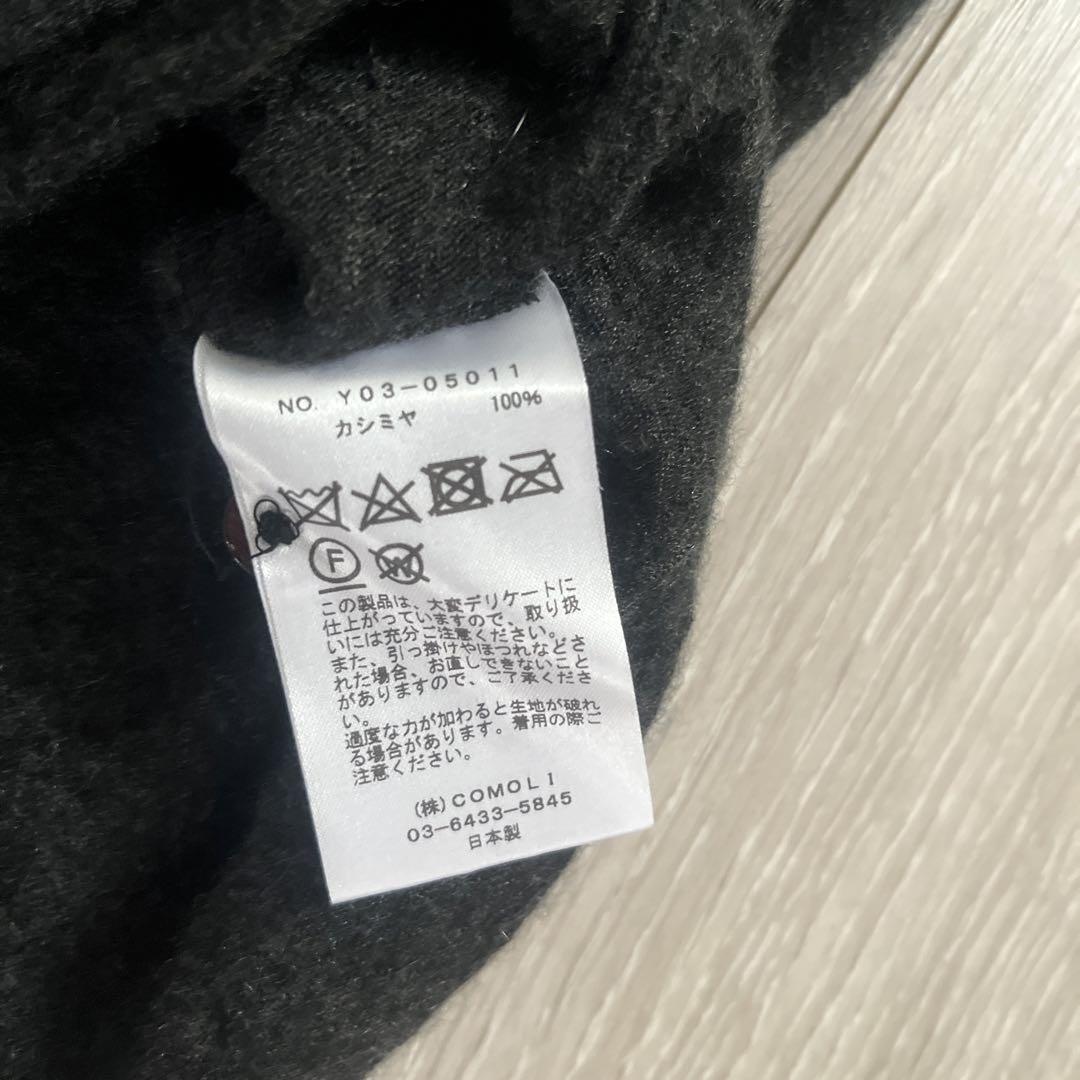 NO. Y03-05011
カシミヤ 100%
F W
この製品は、大変デリケートに
仕上がっていますので、取り扱
いには充分ご注意ください。
また、引っ掛けやほつれなどさ
れた場合、お直しできないこと
がありますので、ご了承くださ
い。
過度な力が加わると生地が破れ
る場合があります。着用の際ご
注意ください。
(株)COMOLI
03-6433-5845
日本製